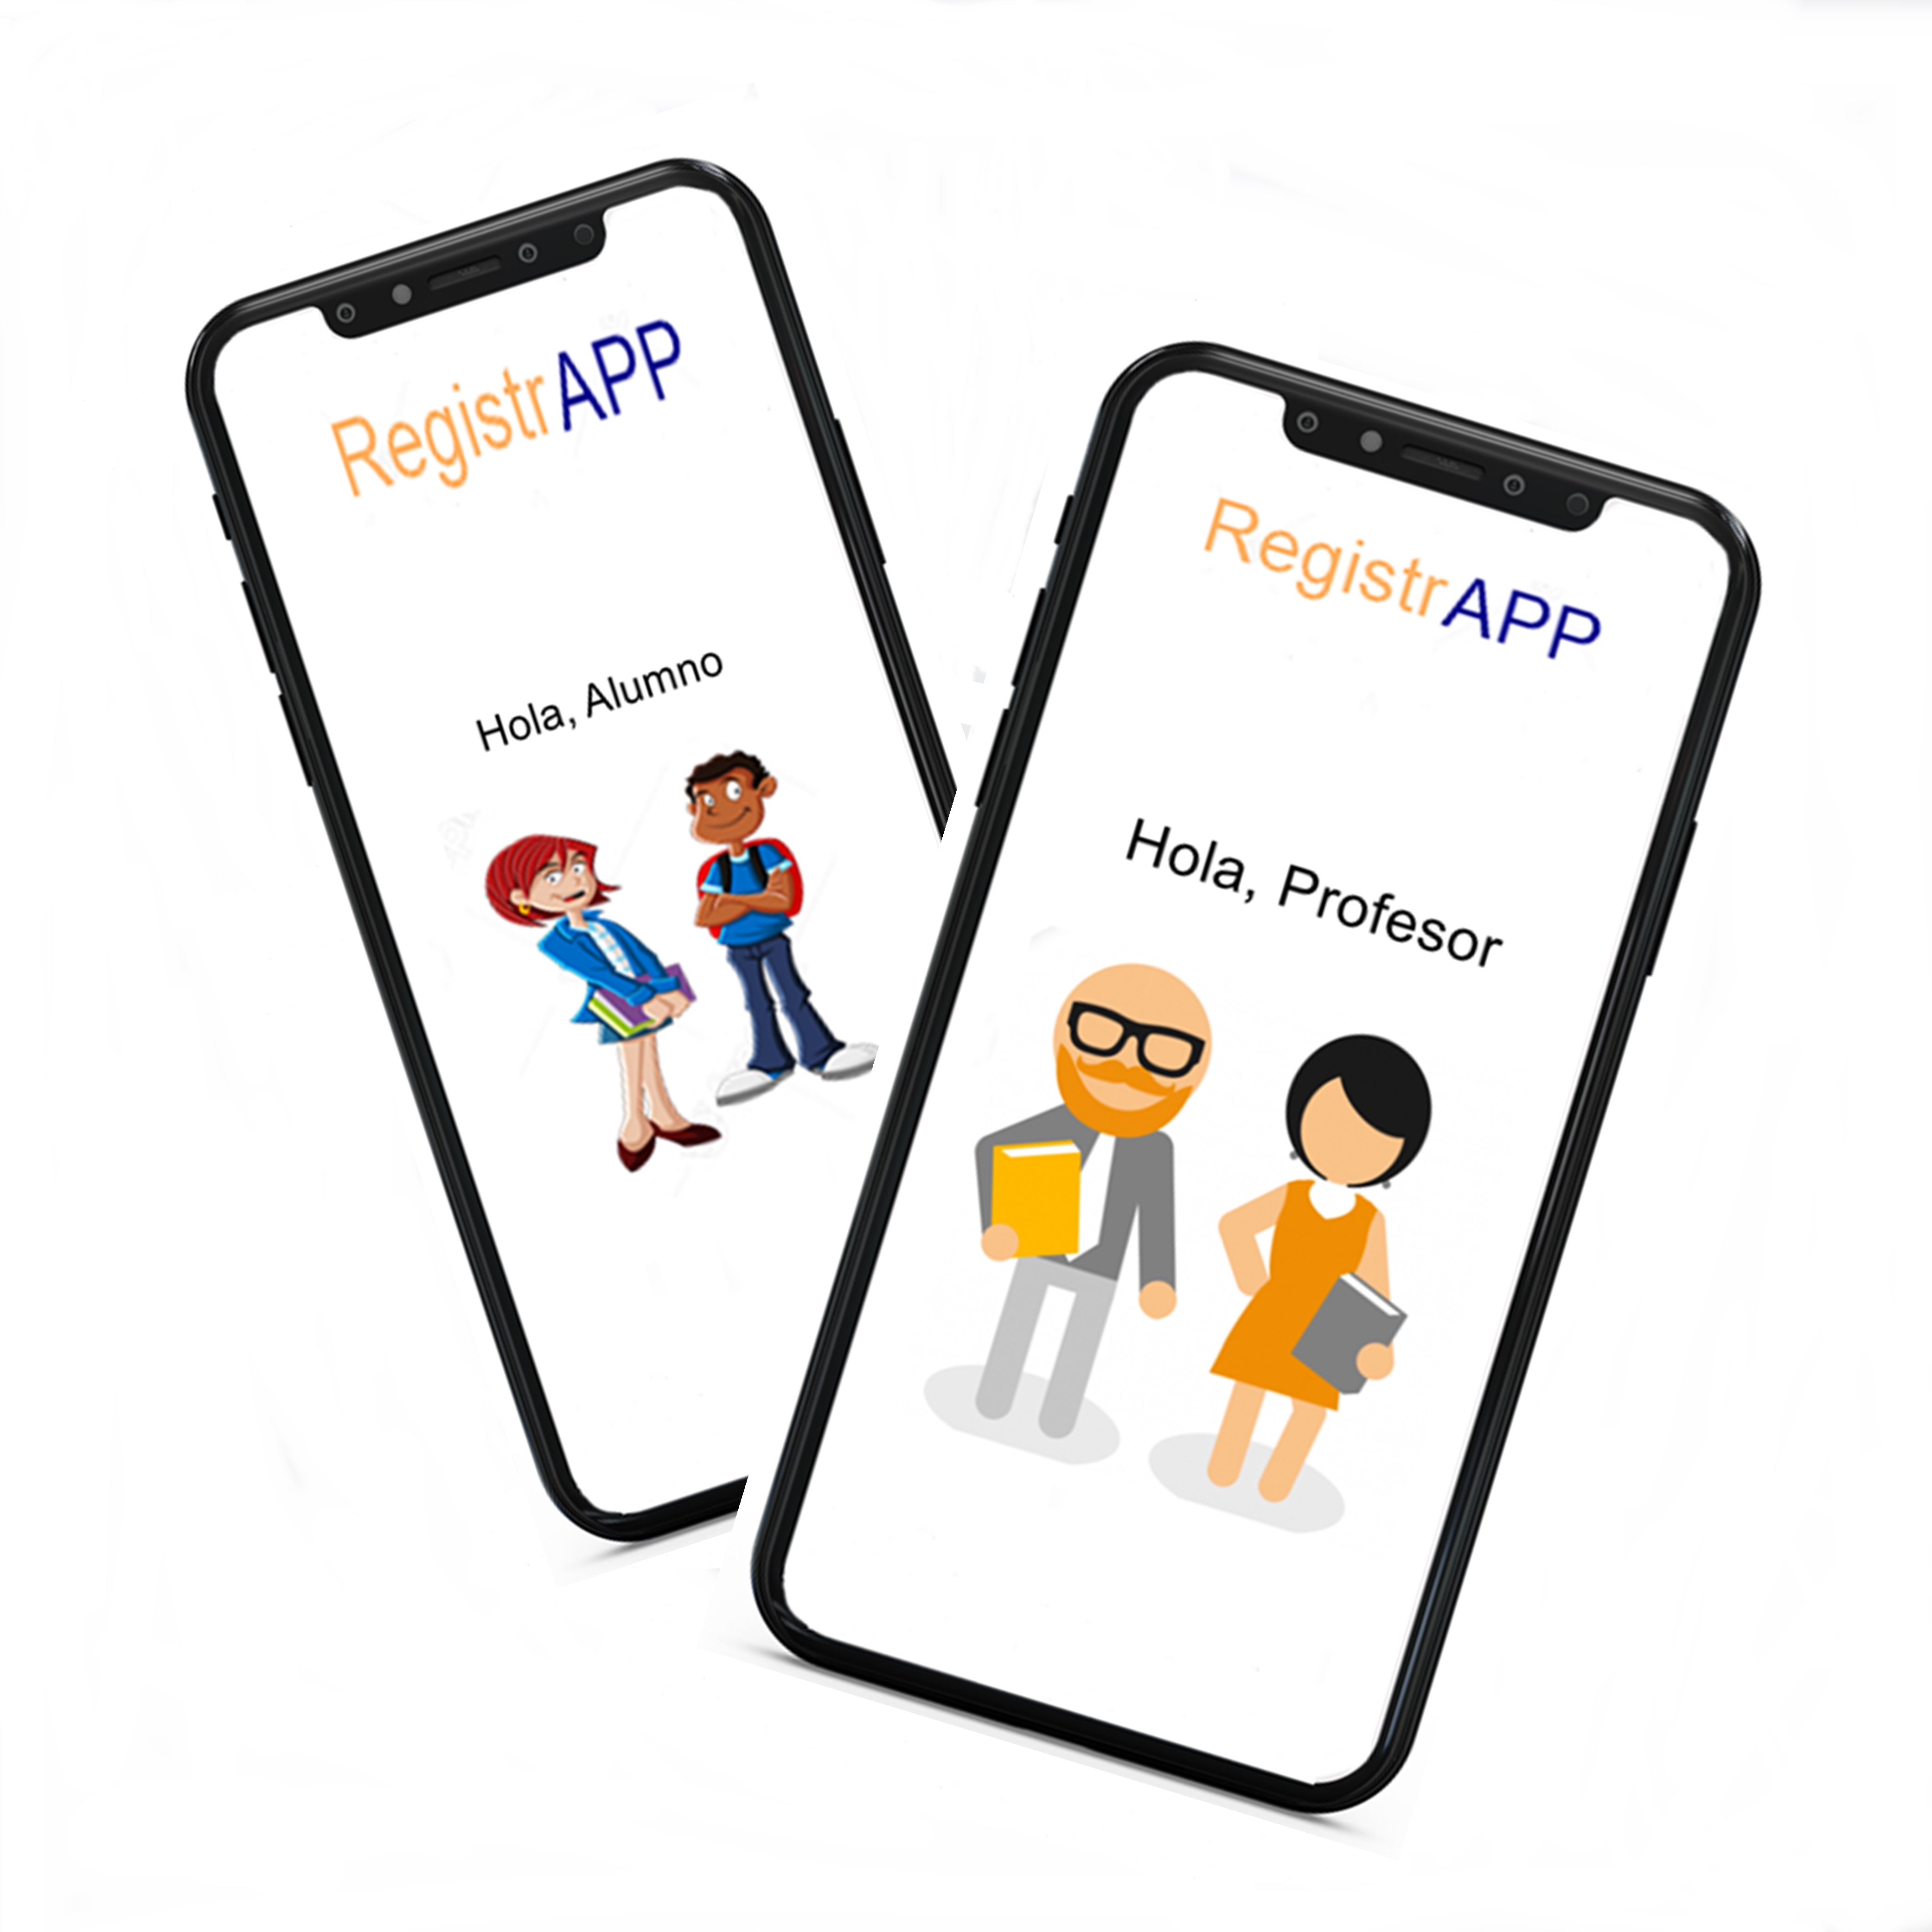 RegistrAPP
Hola, Alumno
RegistrAPP
Hola, Profesor